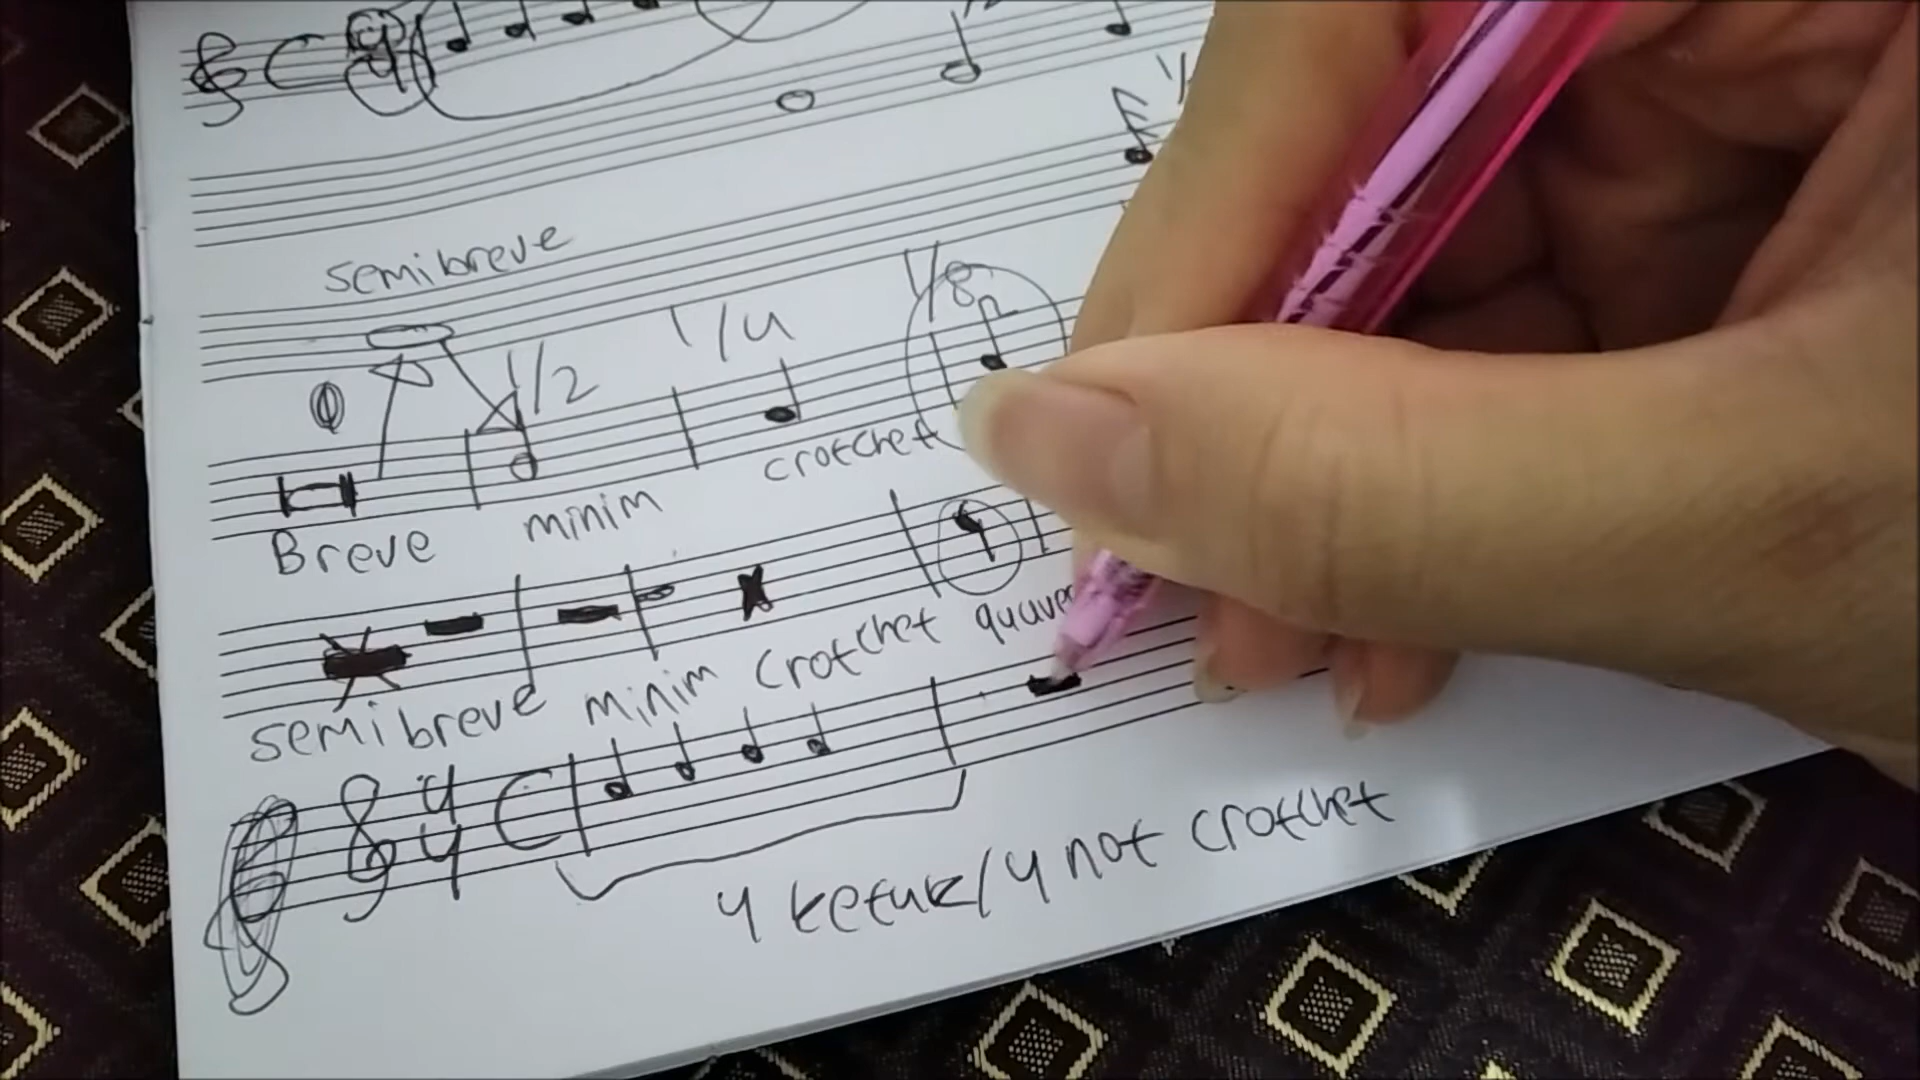 semibreve
1/2 1/4 1/8
crotchet
Breve minim
semibreve minim crotchet
4 4 C
4 ketuk/4 not crotchet